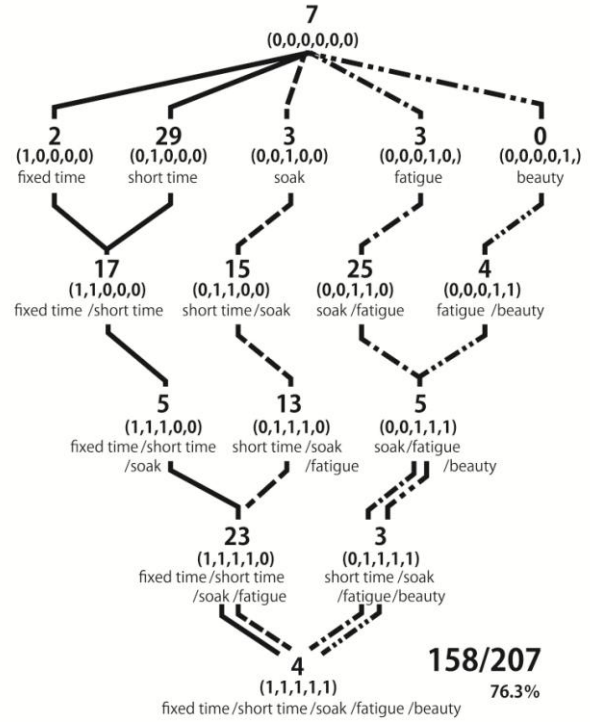 7
(0,0,0,0,0,0)
2 29 3 3 0
(1,0,0,0,0) (0,1,0,0,0) (0,0,1,0,0) (0,0,0,1,0,) (0,0,0,0,1,)
fixed time short time soak fatigue beauty
17 15 25 4
(1,1,0,0,0) (0,1,1,0,0) (0,0,1,1,0) (0,0,0,1,1)
fixed time /short time short time/soak soak /fatigue fatigue /beauty
5 13 5
(1,1,1,0,0) (0,1,1,1,0) (0,0,1,1,1)
fixed time/short time short time /soak soak/fatigue
/soak /fatigue /beauty
23 3
(1,1,1,1,0) (0,1,1,1,1)
fixed time/short time short time /soak
/soak /fatigue /fatigue/beauty
4 158/207
(1,1,1,1,1) 76.3%
fixed time/short time /soak /fatigue /beauty